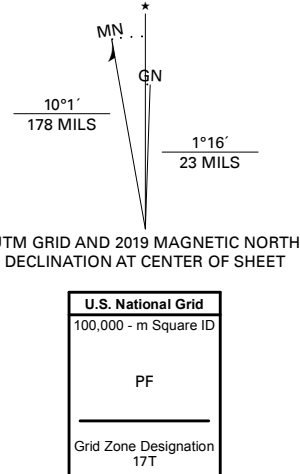 ★
MN
GN
10°1´
178 MILS
1°16´
23 MILS
UTM GRID AND 2019 MAGNETIC NORTH
DECLINATION AT CENTER OF SHEET
U.S. National Grid
100,000 - m Square ID
PF
Grid Zone Designation
17T